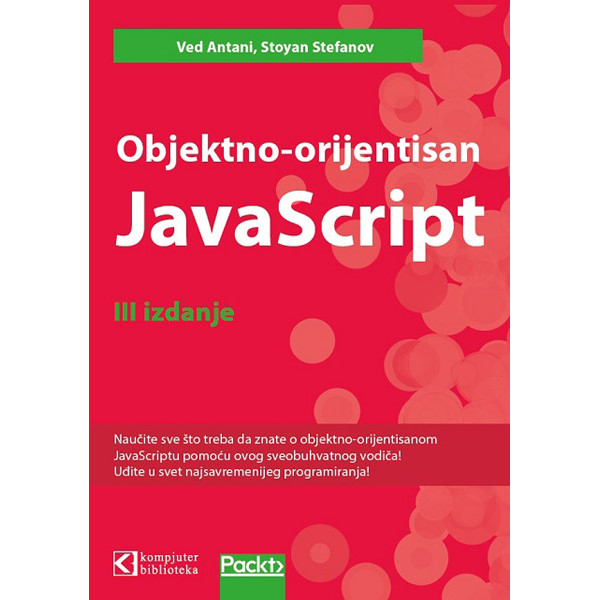 Ved Antani, Stoyan Stefanov
Objektno-orijentisan
JavaScript
III izdanje
Naučite sve što treba da znate o objektno-orijentisanom
JavaScriptu pomoću ovog sveobuhvatnog vodiča!
Uđite u svet najsavremenijeg programiranja!
kompjuter
biblioteka
Packt